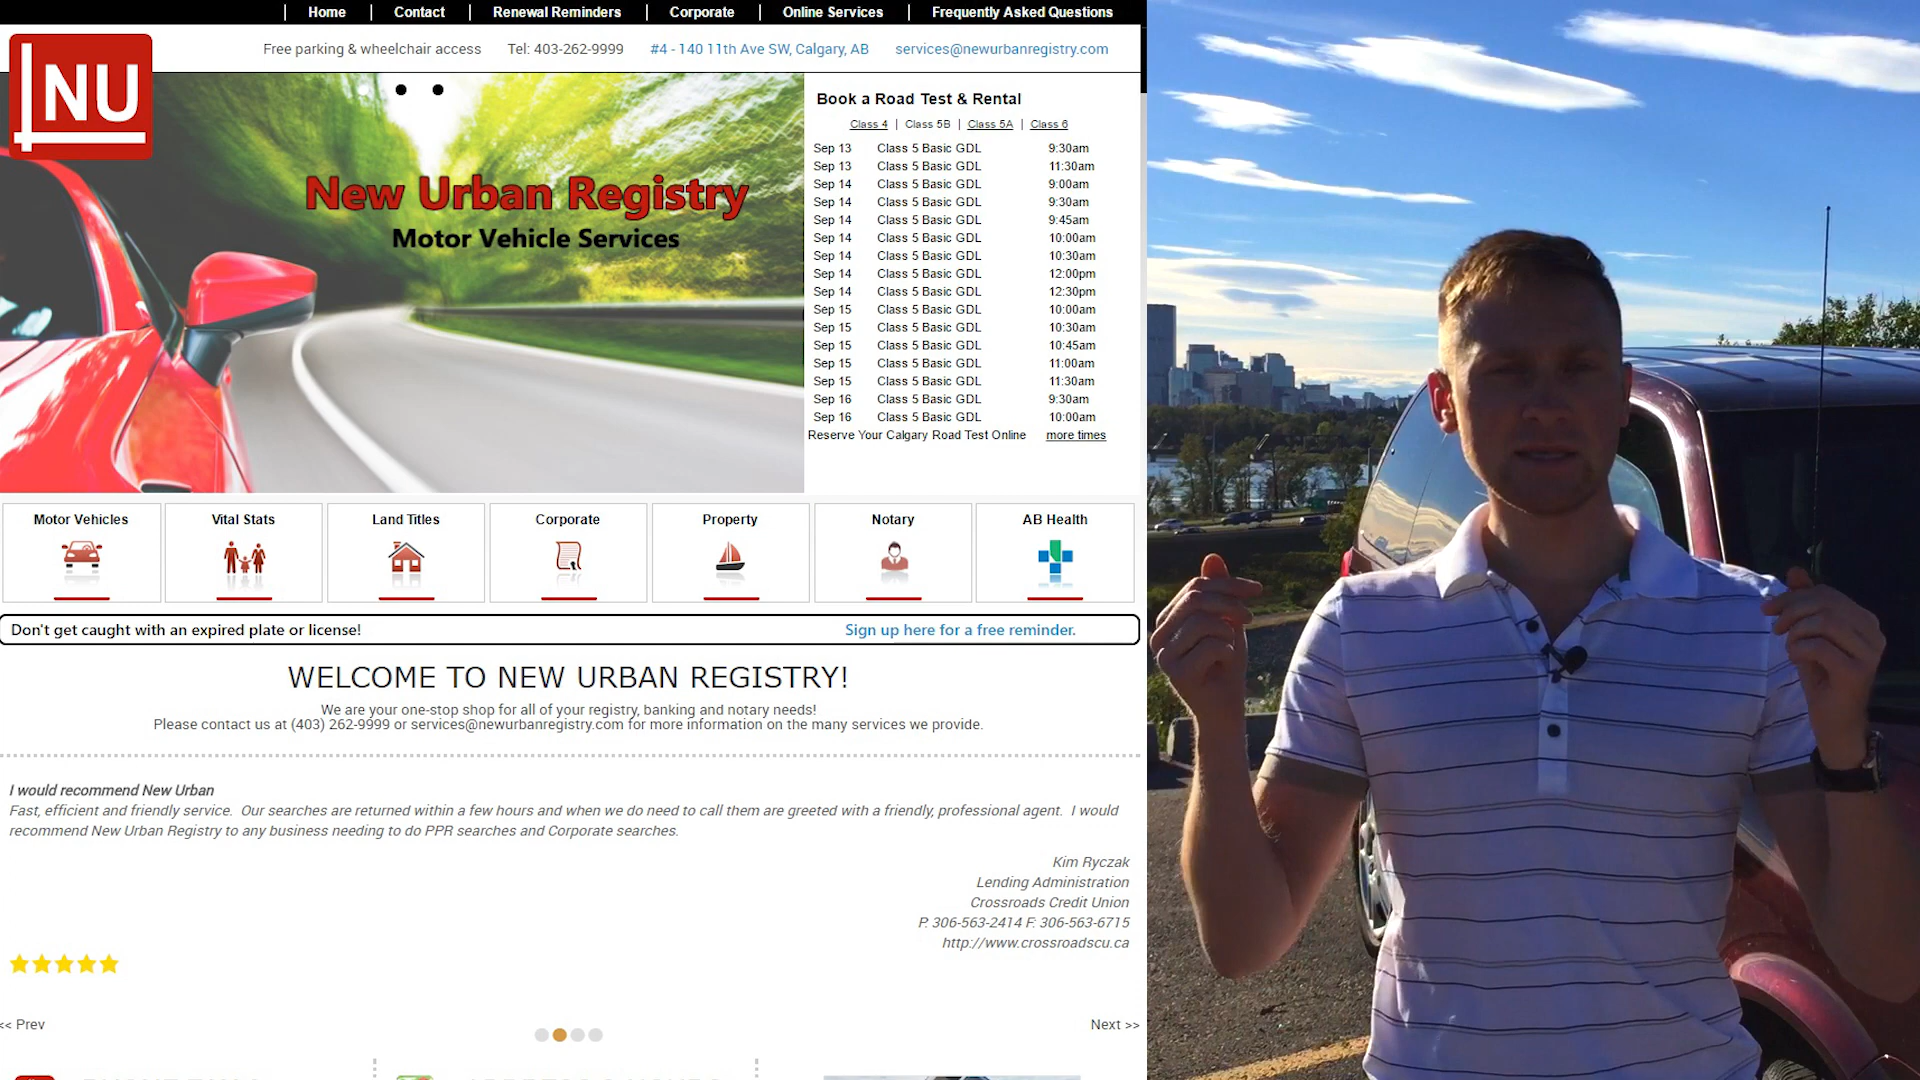 Home
Contact
Renewal Reminders
Corporate
Online Services
Frequently Asked Questions
Free parking & wheelchair access
Tel: 403-262-9999
#4 - 140 11th Ave SW, Calgary, AB
services@newurbanregistry.com
NU
New Urban Registry
Motor Vehicle Services
Book a Road Test & Rental
Class 4 | Class 5B | Class 5A | Class 6
Sep 13 Class 5 Basic GDL 9:30am
Sep 13 Class 5 Basic GDL 11:30am
Sep 14 Class 5 Basic GDL 9:00am
Sep 14 Class 5 Basic GDL 9:30am
Sep 14 Class 5 Basic GDL 9:45am
Sep 14 Class 5 Basic GDL 10:00am
Sep 14 Class 5 Basic GDL 10:30am
Sep 14 Class 5 Basic GDL 12:00pm
Sep 14 Class 5 Basic GDL 12:30pm
Sep 15 Class 5 Basic GDL 10:00am
Sep 15 Class 5 Basic GDL 10:30am
Sep 15 Class 5 Basic GDL 10:45am
Sep 15 Class 5 Basic GDL 11:00am
Sep 15 Class 5 Basic GDL 11:30am
Sep 16 Class 5 Basic GDL 9:30am
Sep 16 Class 5 Basic GDL 10:00am
Reserve Your Calgary Road Test Online more times
Motor Vehicles
Vital Stats
Land Titles
Corporate
Property
Notary
AB Health
Don't get caught with an expired plate or license!
Sign up here for a free reminder.
WELCOME TO NEW URBAN REGISTRY!
We are your one-stop shop for all of your registry, banking and notary needs!
Please contact us at (403) 262-9999 or services@newurbanregistry.com for more information on the many services we provide.
I would recommend New Urban
Fast, efficient and friendly service. Our searches are returned within a few hours and when we do need to call them are greeted with a friendly, professional agent. I would
recommend New Urban Registry to any business needing to do PPR searches and Corporate searches.
Kim Ryczak
Lending Administration
Crossroads Credit Union
P: 306-563-2414 F: 306-563-6715
http://www.crossroadscu.ca
<< Prev
Next >>